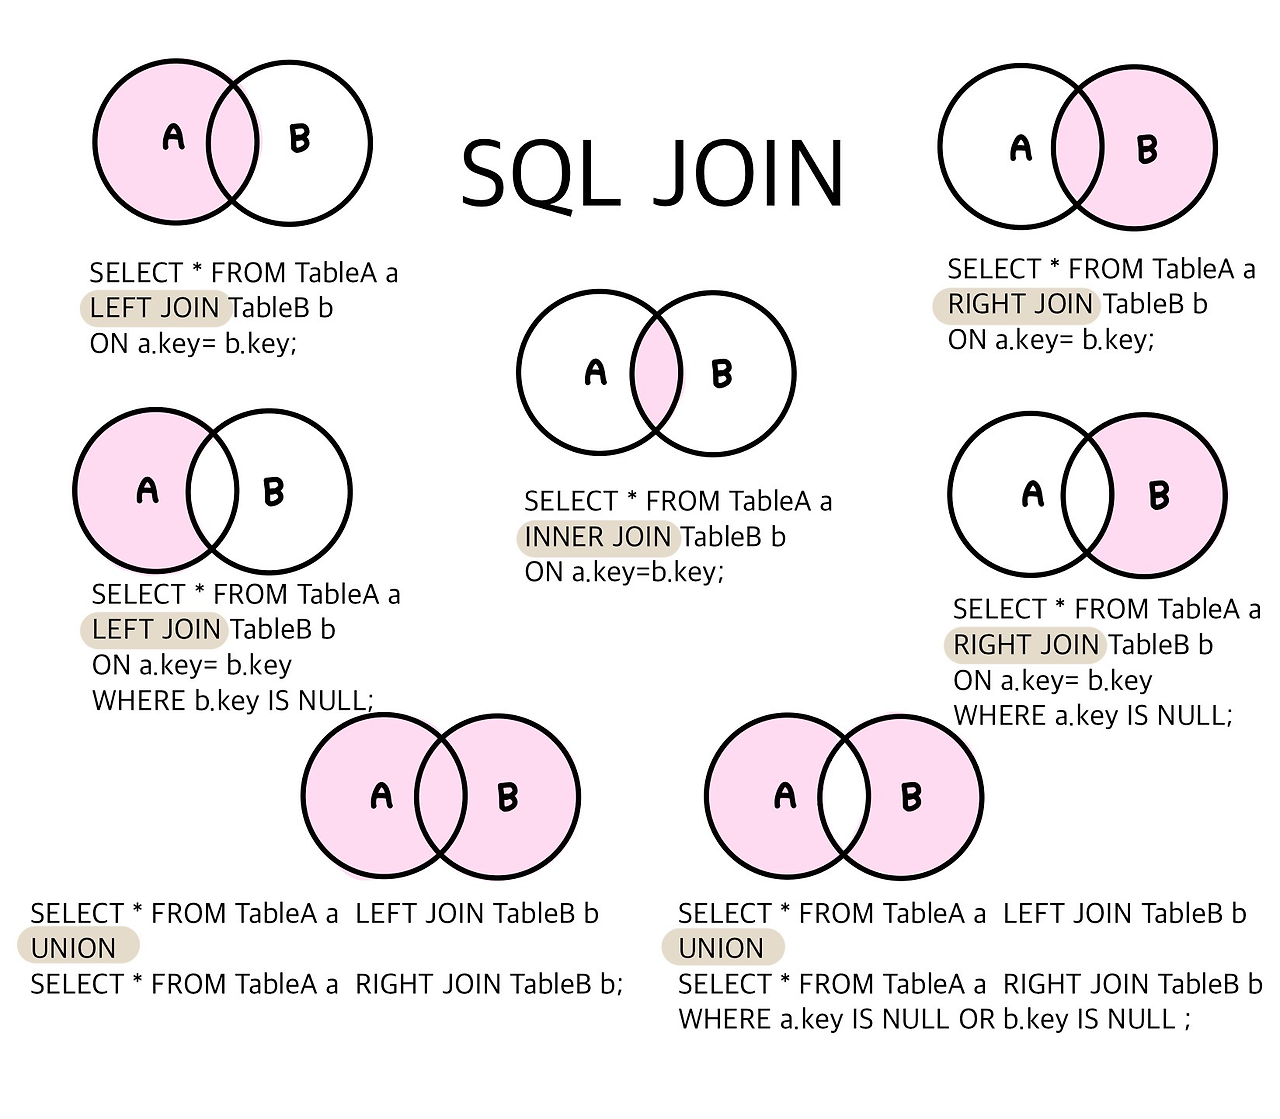 A B
SELECT * FROM TableA a
LEFT JOIN TableB b
ON a.key= b.key;
SQL JOIN
A B
SELECT * FROM TableA a
RIGHT JOIN TableB b
ON a.key= b.key;
A B
SELECT * FROM TableA a
INNER JOIN TableB b
ON a.key=b.key;
A B
SELECT * FROM TableA a
LEFT JOIN TableB b
ON a.key= b.key
WHERE b.key IS NULL;
A B
SELECT * FROM TableA a
RIGHT JOIN TableB b
ON a.key= b.key
WHERE a.key IS NULL;
A B
SELECT * FROM TableA a  LEFT JOIN TableB b
UNION
SELECT * FROM TableA a  RIGHT JOIN TableB b;
A B
SELECT * FROM TableA a  LEFT JOIN TableB b
UNION
SELECT * FROM TableA a  RIGHT JOIN TableB b
WHERE a.key IS NULL OR b.key IS NULL ;